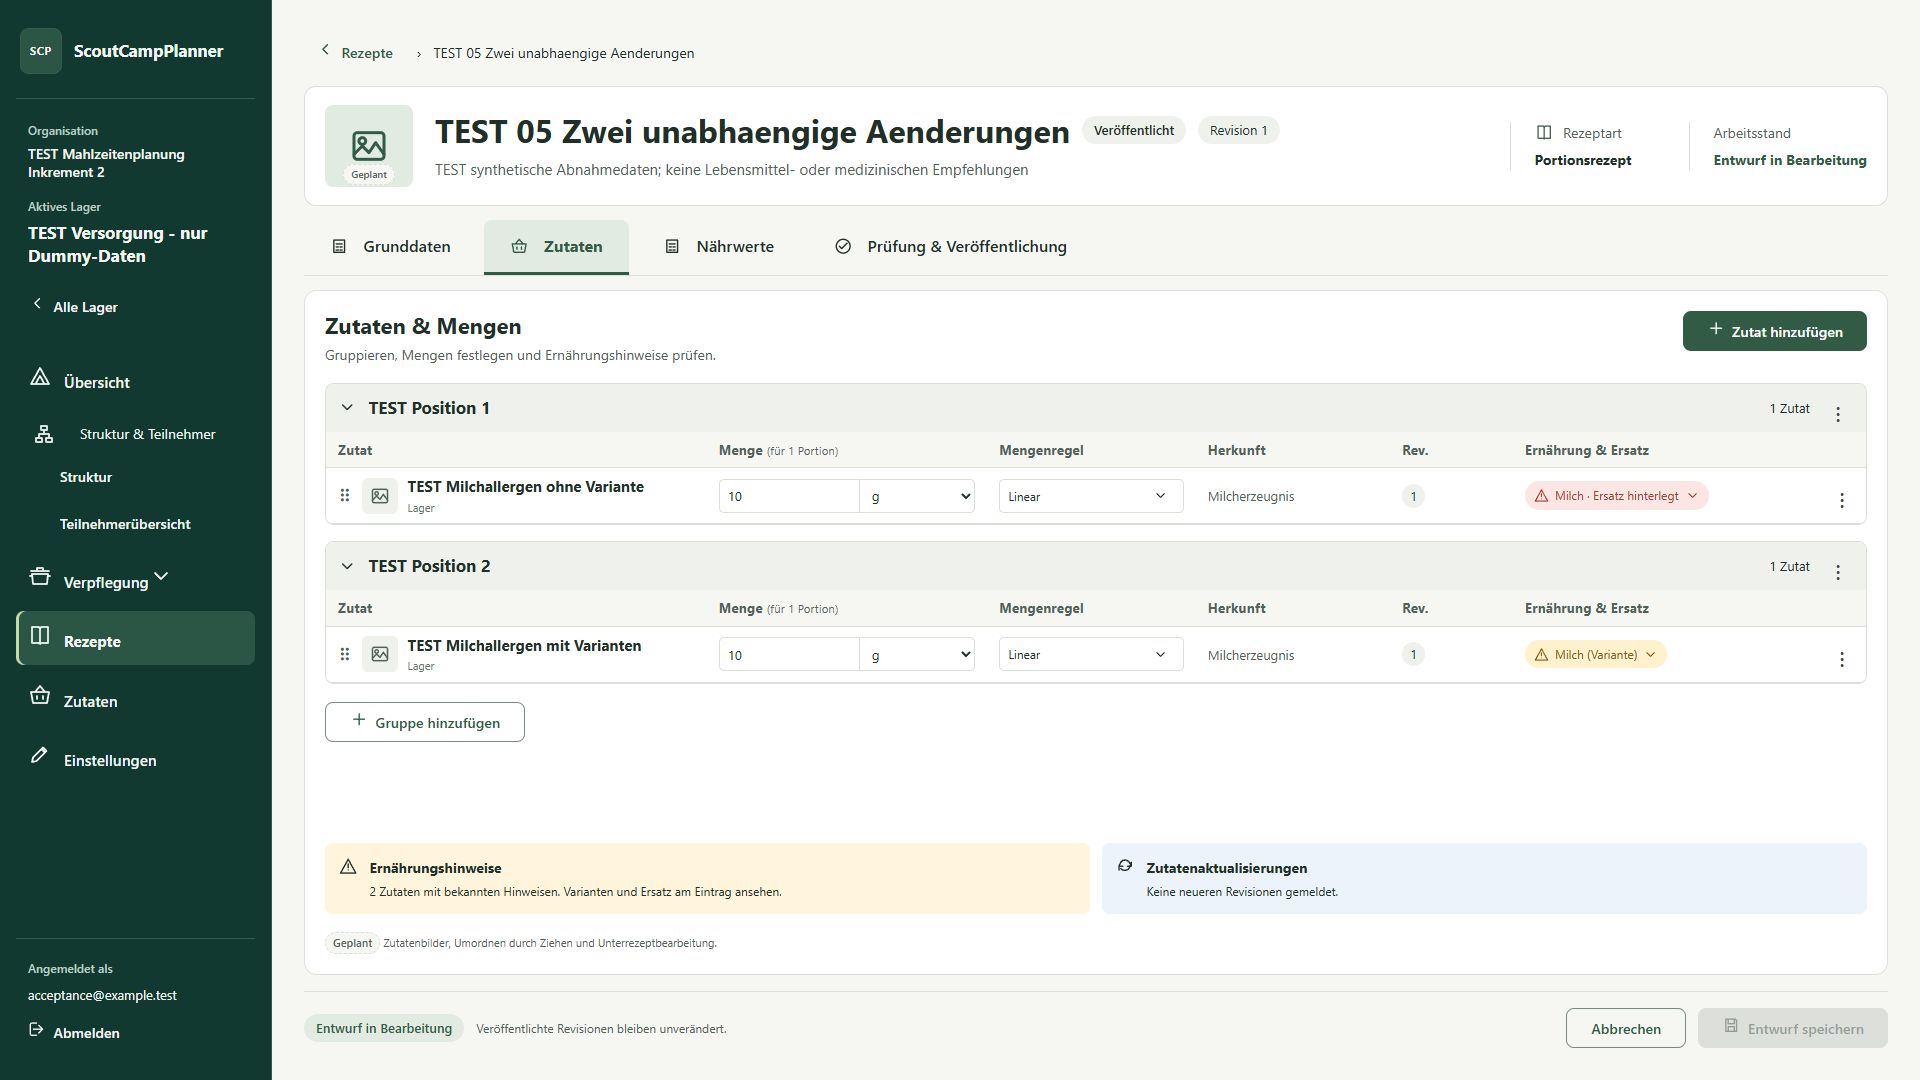 SCP
ScoutCampPlanner
Organisation
TEST Mahlzeitenplanung
Inkrement 2
Aktives Lager
TEST Versorgung - nur
Dummy-Daten
Alle Lager
Übersicht
Struktur & Teilnehmer
Struktur
Teilnehmerübersicht
Verpflegung
Rezepte
Zutaten
Einstellungen
Angemeldet als
acceptance@example.test
Abmelden
Rezepte › TEST 05 Zwei unabhaengige Aenderungen
Geplant
TEST 05 Zwei unabhaengige Aenderungen Veröffentlicht Revision 1
TEST synthetische Abnahmedaten; keine Lebensmittel- oder medizinischen Empfehlungen
Rezeptart
Portionsrezept
Arbeitsstand
Entwurf in Bearbeitung
Grunddaten Zutaten Nährwerte Prüfung & Veröffentlichung
Zutaten & Mengen
Gruppieren, Mengen festlegen und Ernährungshinweise prüfen.
Zutat hinzufügen
TEST Position 1 1 Zutat
Zutat Menge (für 1 Portion) Mengenregel Herkunft Rev. Ernährung & Ersatz
TEST Milchallergen ohne Variante
Lager
10 g Linear Milcherzeugnis 1 Milch · Ersatz hinterlegt
TEST Position 2 1 Zutat
Zutat Menge (für 1 Portion) Mengenregel Herkunft Rev. Ernährung & Ersatz
TEST Milchallergen mit Varianten
Lager
10 g Linear Milcherzeugnis 1 Milch (Variante)
Gruppe hinzufügen
Ernährungshinweise
2 Zutaten mit bekannten Hinweisen. Varianten und Ersatz am Eintrag ansehen.
Zutatenaktualisierungen
Keine neueren Revisionen gemeldet.
Geplant Zutatenbilder, Umordnen durch Ziehen und Unterrezeptbearbeitung.
Entwurf in Bearbeitung Veröffentlichte Revisionen bleiben unverändert.
Abbrechen Entwurf speichern